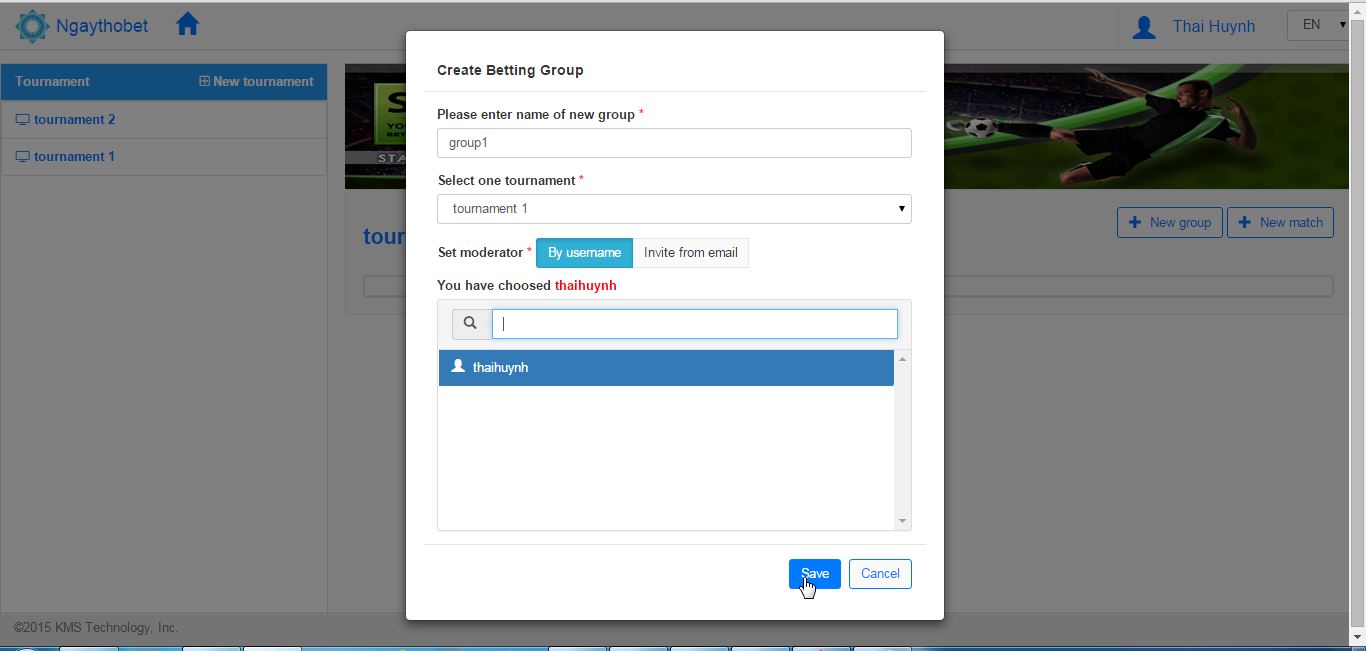 Ngaythobet
Thai Huynh
EN
Tournament
New tournament
tournament 2
tournament 1
STA
tour
New group
New match
Create Betting Group
Please enter name of new group *
group1
Select one tournament *
tournament 1
Set moderator * By username Invite from email
You have choosed thaihuynh
thaihuynh
Save Cancel
©2015 KMS Technology, Inc.